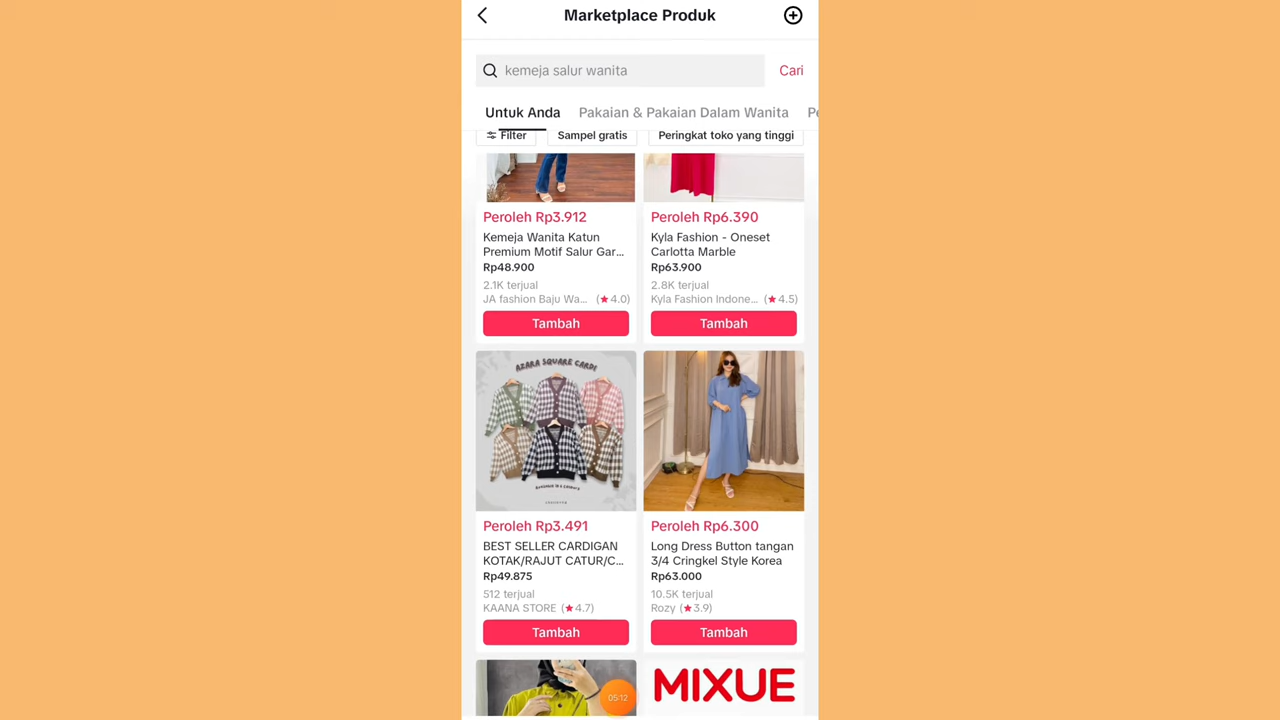 Marketplace Produk
kemeja salur wanita
Cari
Untuk Anda
Pakaian & Pakaian Dalam Wanita
Pe
Filter
Sampel gratis
Peringkat toko yang tinggi
Peroleh Rp3.912
Kemeja Wanita Katun
Premium Motif Salur Gar...
Rp48.900
2.1K terjual
JA fashion Baju Wa... (★4.0)
Tambah
Peroleh Rp6.390
Kyla Fashion - Oneset
Carlotta Marble
Rp63.900
2.8K terjual
Kyla Fashion Indone... (★4.5)
Tambah
AZARA SQUARE CARDI
Peroleh Rp3.491
BEST SELLER CARDIGAN
KOTAK/RAJUT CATUR/C...
Rp49.875
512 terjual
KAANA STORE (★4.7)
Tambah
Peroleh Rp6.300
Long Dress Button tangan
3/4 Cringkel Style Korea
Rp63.000
10.5K terjual
Rozy (★3.9)
Tambah
05:12
MIXUE